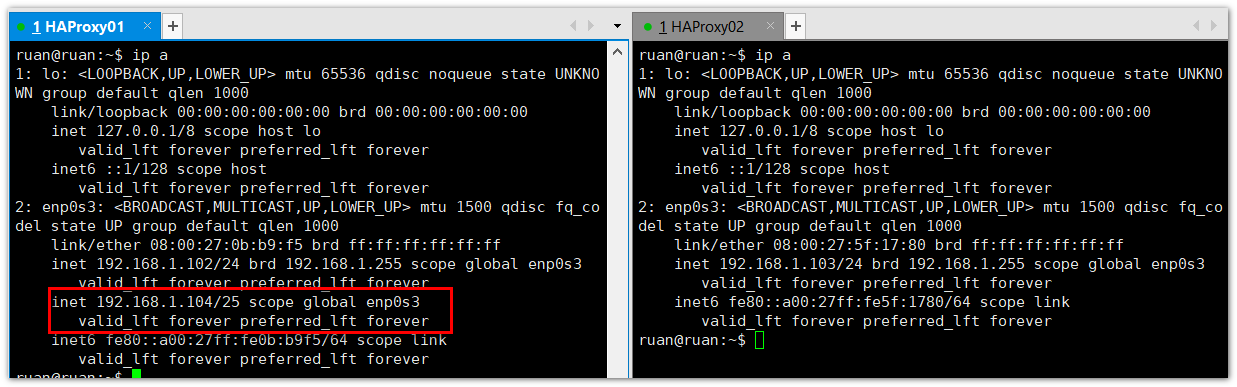 1 HAProxy01 × +
ruan@ruan:~$ ip a
1: lo: <LOOPBACK,UP,LOWER_UP> mtu 65536 qdisc noqueue state UNKNO
WN group default qlen 1000
    link/loopback 00:00:00:00:00:00 brd 00:00:00:00:00:00
    inet 127.0.0.1/8 scope host lo
       valid_lft forever preferred_lft forever
    inet6 ::1/128 scope host
       valid_lft forever preferred_lft forever
2: enp0s3: <BROADCAST,MULTICAST,UP,LOWER_UP> mtu 1500 qdisc fq_co
del state UP group default qlen 1000
    link/ether 08:00:27:0b:b9:f5 brd ff:ff:ff:ff:ff:ff
    inet 192.168.1.102/24 brd 192.168.1.255 scope global enp0s3
       valid_lft forever preferred_lft forever
    inet 192.168.1.104/25 scope global enp0s3
       valid_lft forever preferred_lft forever
    inet6 fe80::a00:27ff:fe0b:b9f5/64 scope link
       valid_lft forever preferred_lft forever
ruan@ruan:~$
1 HAProxy02 × +
ruan@ruan:~$ ip a
1: lo: <LOOPBACK,UP,LOWER_UP> mtu 65536 qdisc noqueue state UNKNO
WN group default qlen 1000
    link/loopback 00:00:00:00:00:00 brd 00:00:00:00:00:00
    inet 127.0.0.1/8 scope host lo
       valid_lft forever preferred_lft forever
    inet6 ::1/128 scope host
       valid_lft forever preferred_lft forever
2: enp0s3: <BROADCAST,MULTICAST,UP,LOWER_UP> mtu 1500 qdisc fq_co
del state UP group default qlen 1000
    link/ether 08:00:27:5f:17:80 brd ff:ff:ff:ff:ff:ff
    inet 192.168.1.103/24 brd 192.168.1.255 scope global enp0s3
       valid_lft forever preferred_lft forever
    inet6 fe80::a00:27ff:fe5f:1780/64 scope link
       valid_lft forever preferred_lft forever
ruan@ruan:~$